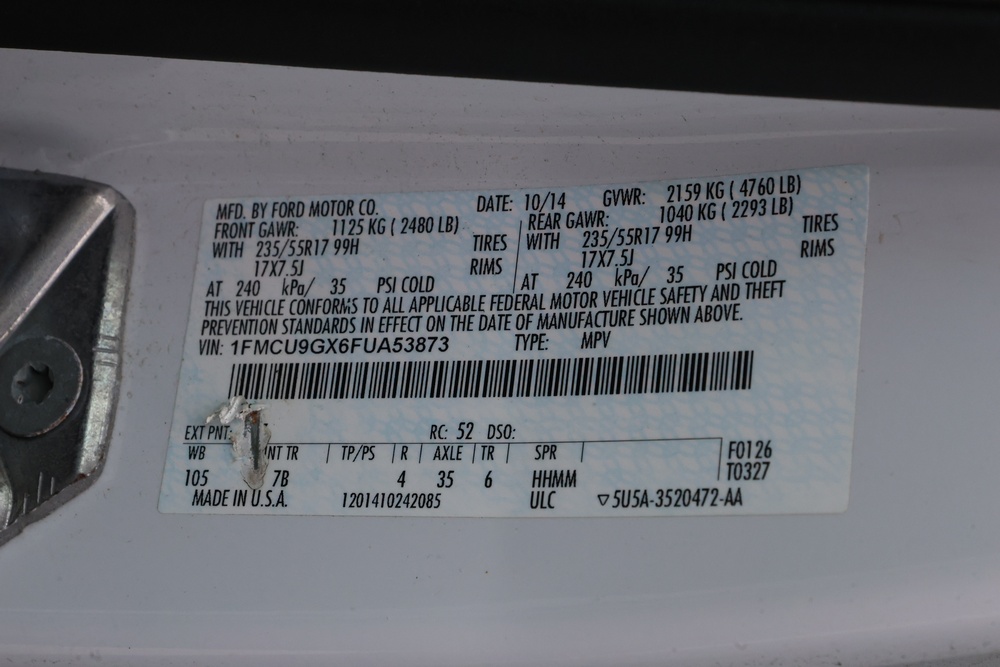 MFD. BY FORD MOTOR CO. DATE: 10/14 GVWR: 2159 KG ( 4760 LB)
FRONT GAWR: 1125 KG ( 2480 LB) REAR GAWR: 1040 KG ( 2293 LB)
WITH 235/55R17 99H TIRES WITH 235/55R17 99H TIRES
17X7.5J RIMS 17X7.5J RIMS
AT 240 kPa/ 35 PSI COLD AT 240 kPa/ 35 PSI COLD
THIS VEHICLE CONFORMS TO ALL APPLICABLE FEDERAL MOTOR VEHICLE SAFETY AND THEFT
PREVENTION STANDARDS IN EFFECT ON THE DATE OF MANUFACTURE SHOWN ABOVE.
VIN: 1FMCU9GX6FUA53873 TYPE: MPV
EXT PNT: RC: 52 DSO:
WB NT TR TP/PS R AXLE TR SPR F0126
105 7B 4 35 6 HHMM T0327
MADE IN U.S.A. 1201410242085 ULC ▽5U5A-3520472-AA